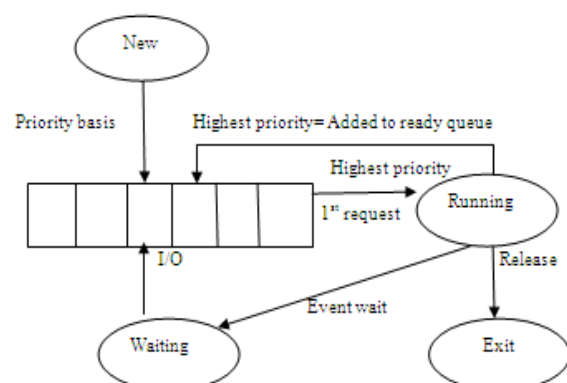 New
Priority basis
Highest priority= Added to ready queue
Highest priority
1st request
Running
I/O
Release
Event wait
Waiting
Exit